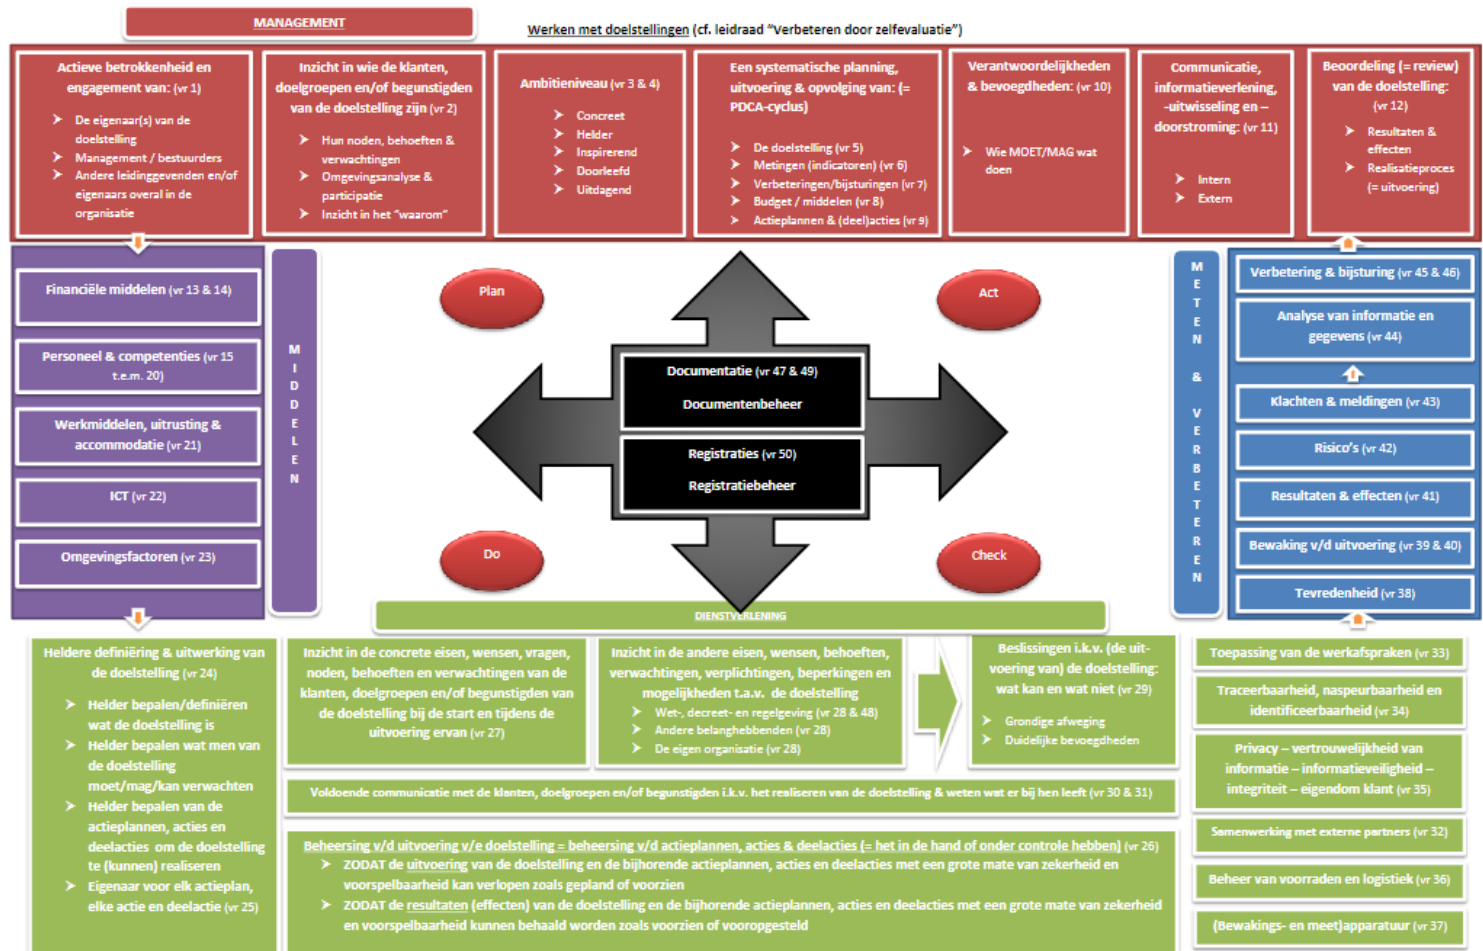 MANAGEMENT
Werken met doelstellingen (cf. leidraad "Verbeteren door zelfevaluatie")
Actieve betrokkenheid en
engagement van: (vr 1)
➢ De eigenaar(s) van de
doelstelling
➢ Management / bestuurders
➢ Andere leidinggevenden en/of
eigenaars overal in de
organisatie
Inzicht in wie de klanten,
doelgroepen en/of begunstigden
van de doelstelling zijn (vr 2)
➢ Hun noden, behoeften &
verwachtingen
➢ Omgevingsanalyse &
participatie
➢ Inzicht in het "waarom"
Ambitieniveau (vr 3 & 4)
➢ Concreet
➢ Helder
➢ Inspirerend
➢ Doorleefd
➢ Uitdagend
Een systematische planning,
uitvoering & opvolging van: (=
PDCA-cyclus)
➢ De doelstelling (vr 5)
➢ Metingen (indicatoren) (vr 6)
➢ Verbeteringen/bijsturingen (vr 7)
➢ Budget / middelen (vr 8)
➢ Actieplannen & (deel)acties (vr 9)
Verantwoordelijkheden
& bevoegdheden: (vr 10)
➢ Wie MOET/MAG wat
doen
Communicatie,
informatieverlening,
-uitwisseling en –
doorstroming: (vr 11)
➢ Intern
➢ Extern
Beoordeling (= review)
van de doelstelling:
(vr 12)
➢ Resultaten &
effecten
➢ Realisatieproces
(= uitvoering)
Financiële middelen (vr 13 & 14)
Personeel & competenties (vr 15
t.e.m. 20)
Werkmiddelen, uitrusting &
accommodatie (vr 21)
ICT (vr 22)
Omgevingsfactoren (vr 23)
MIDDELEN
Plan
Act
Do
Check
Documentatie (vr 47 & 49)
Documentenbeheer
Registraties (vr 50)
Registratiebeheer
METEN & VERBETEREN
Verbetering & bijsturing (vr 45 & 46)
Analyse van informatie en
gegevens (vr 44)
Klachten & meldingen (vr 43)
Risico's (vr 42)
Resultaten & effecten (vr 41)
Bewaking v/d uitvoering (vr 39 & 40)
Tevredenheid (vr 38)
DIENSTVERLENING
Heldere definiëring & uitwerking van
de doelstelling (vr 24)
➢ Helder bepalen/definiëren
wat de doelstelling is
➢ Helder bepalen wat men van
de doelstelling
moet/mag/kan verwachten
➢ Helder bepalen van de
actieplannen, acties en
deelacties om de doelstelling
te (kunnen) realiseren
➢ Eigenaar voor elk actieplan,
elke actie en deelactie (vr 25)
Inzicht in de concrete eisen, wensen, vragen,
noden, behoeften en verwachtingen van de
klanten, doelgroepen en/of begunstigden van
de doelstelling bij de start en tijdens de
uitvoering ervan (vr 27)
Inzicht in de andere eisen, wensen, behoeften,
verwachtingen, verplichtingen, beperkingen en
mogelijkheden t.a.v. de doelstelling
➢ Wet-, decreet- en regelgeving (vr 28 & 48)
➢ Andere belanghebbenden (vr 28)
➢ De eigen organisatie (vr 28)
Beslissingen i.k.v. (de uit-
voering van) de doelstelling:
wat kan en wat niet (vr 29)
➢ Grondige afweging
➢ Duidelijke bevoegdheden
Voldoende communicatie met de klanten, doelgroepen en/of begunstigden i.k.v. het realiseren van de doelstelling & weten wat er bij hen leeft (vr 30 & 31)
Beheersing v/d uitvoering v/e doelstelling = beheersing v/d actieplannen, acties & deelacties (= het in de hand of onder controle hebben) (vr 26)
➢ ZODAT de uitvoering van de doelstelling en de bijhorende actieplannen, acties en deelacties met een grote mate van zekerheid en
voorspelbaarheid kan verlopen zoals gepland of voorzien
➢ ZODAT de resultaten (effecten) van de doelstelling en de bijhorende actieplannen, acties en deelacties met een grote mate van zekerheid
en voorspelbaarheid kunnen behaald worden zoals voorzien of vooropgesteld
Toepassing van de werkafspraken (vr 33)
Traceerbaarheid, naspeurbaarheid en
identificeerbaarheid (vr 34)
Privacy – vertrouwelijkheid van
informatie – informatieveiligheid –
integriteit – eigendom klant (vr 35)
Samenwerking met externe partners (vr 32)
Beheer van voorraden en logistiek (vr 36)
(Bewakings- en meet)apparatuur (vr 37)